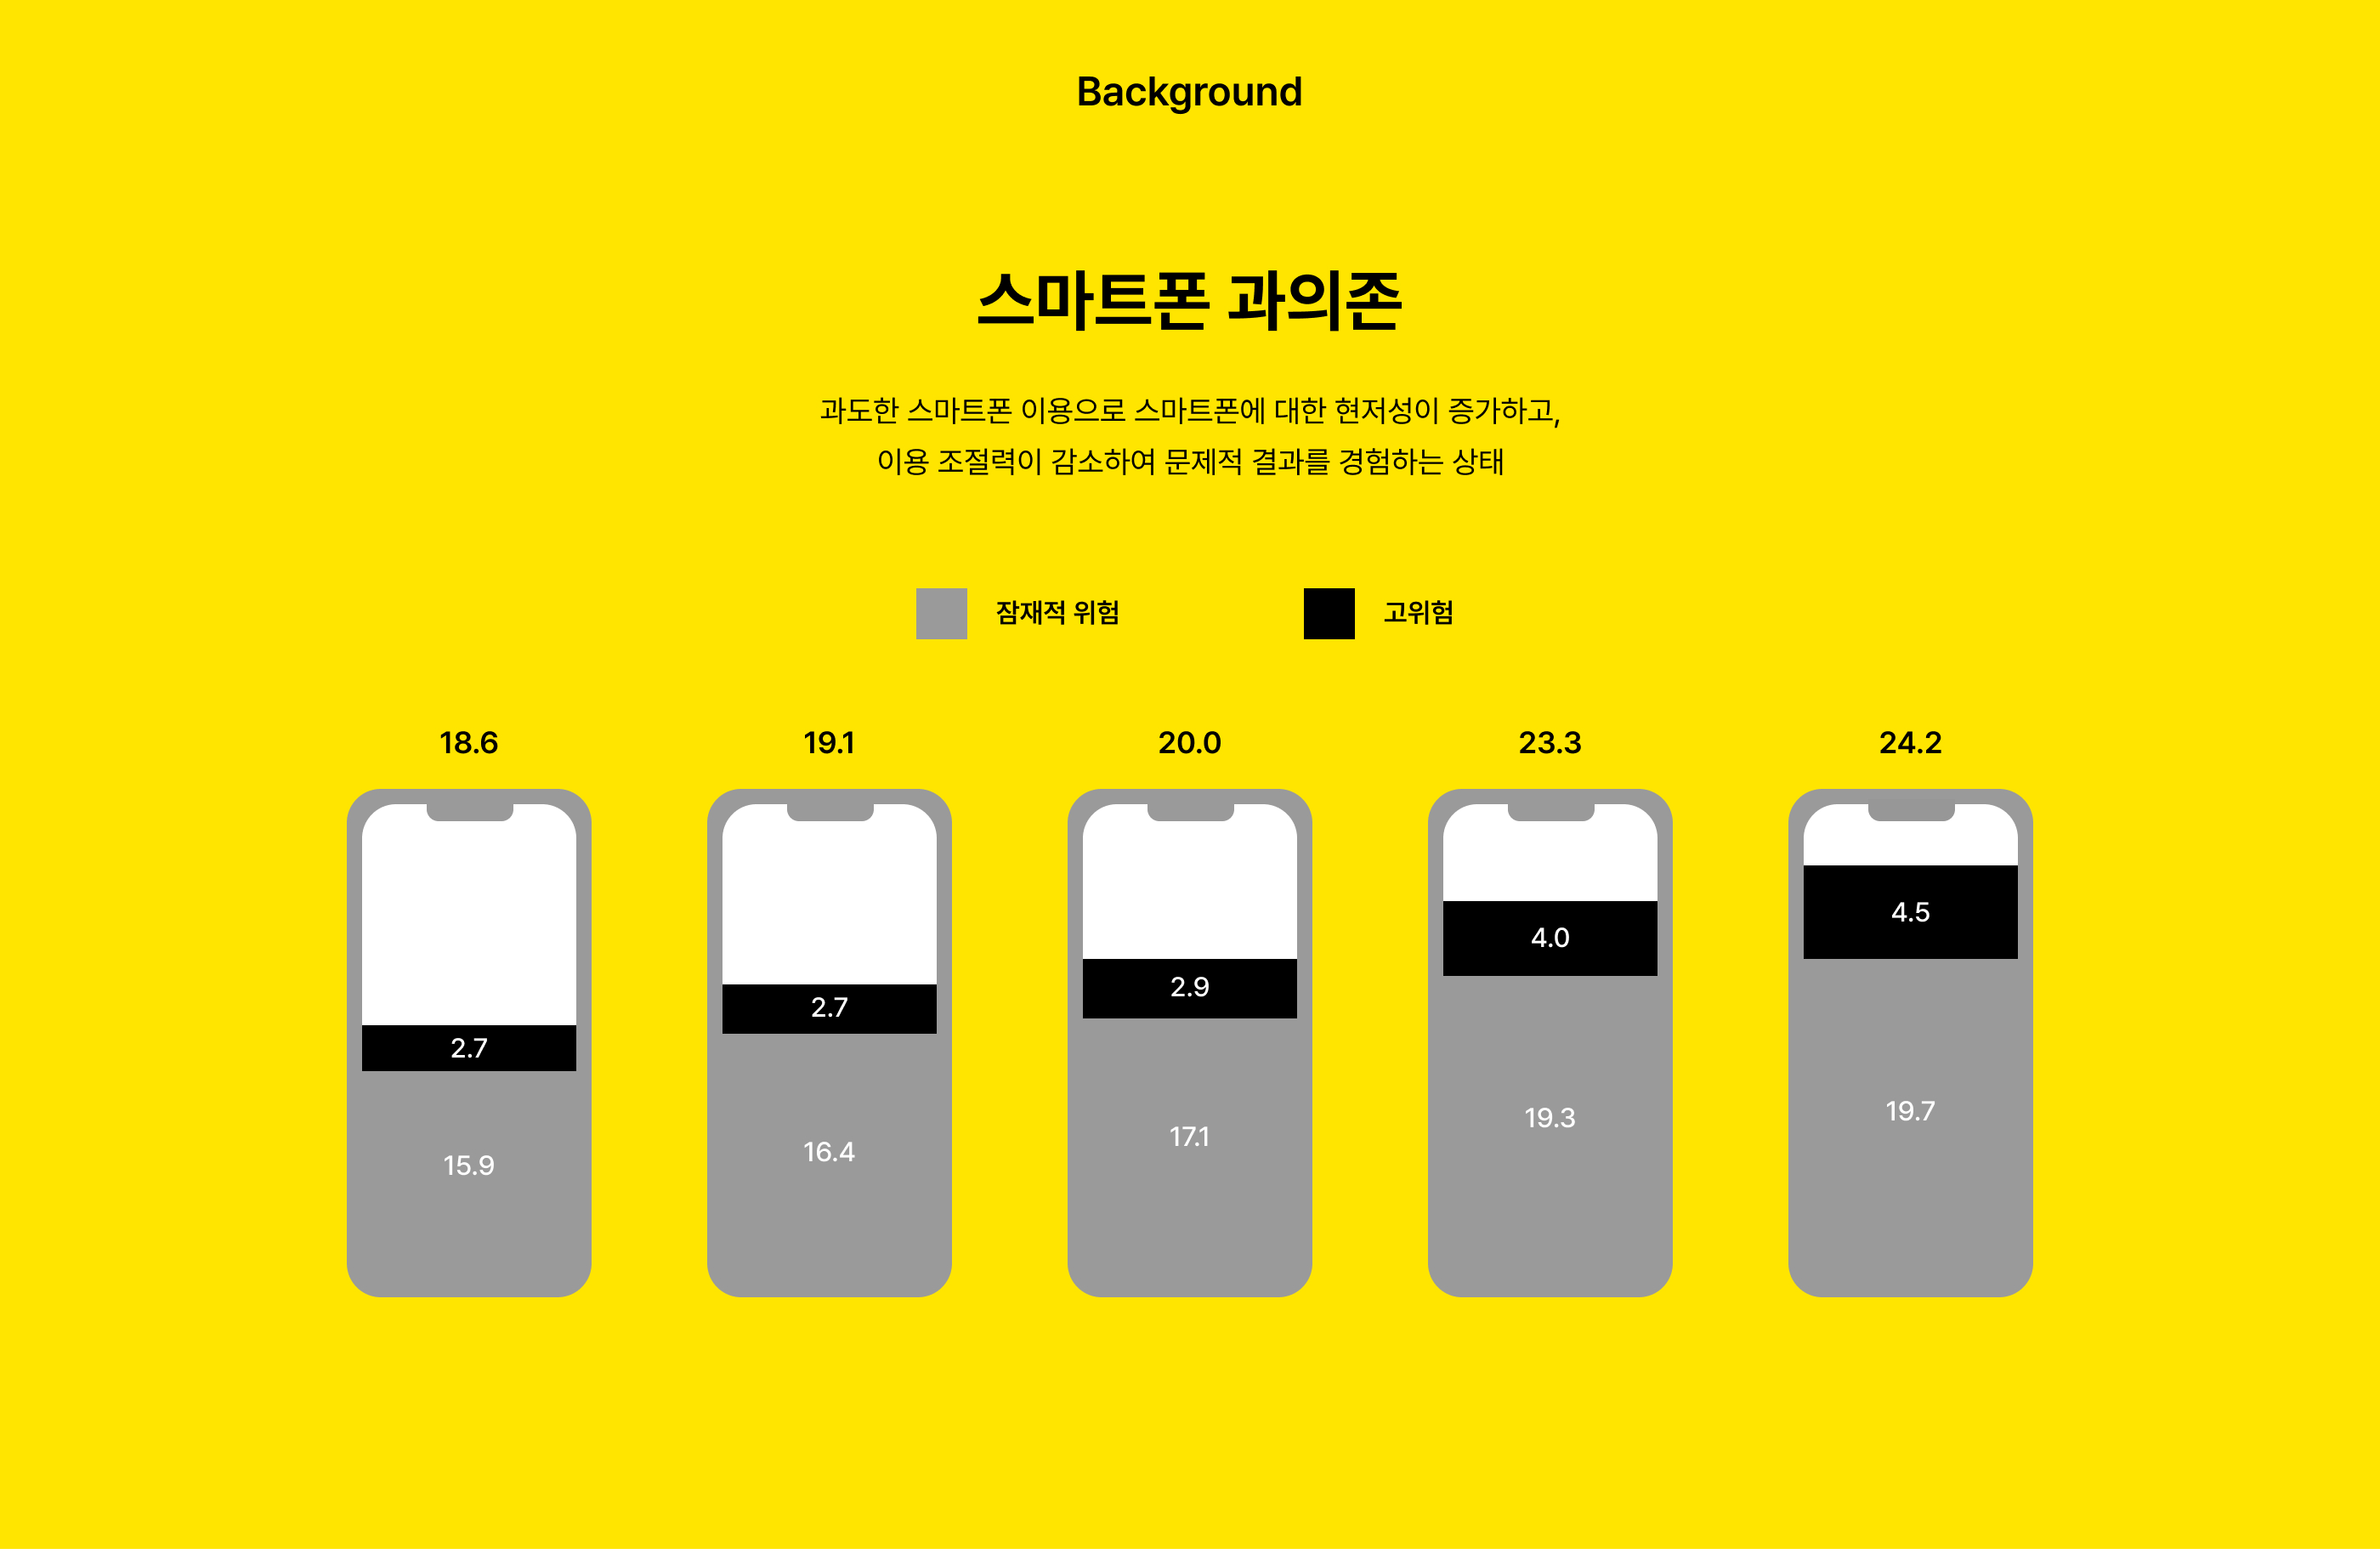 Background
스마트폰 과의존
과도한 스마트폰 이용으로 스마트폰에 대한 현저성이 증가하고,
이용 조절력이 감소하여 문제적 결과를 경험하는 상태
잠재적 위험 고위험
18.6 19.1 20.0 23.3 24.2
2.7 2.7 2.9 4.0 4.5
15.9 16.4 17.1 19.3 19.7